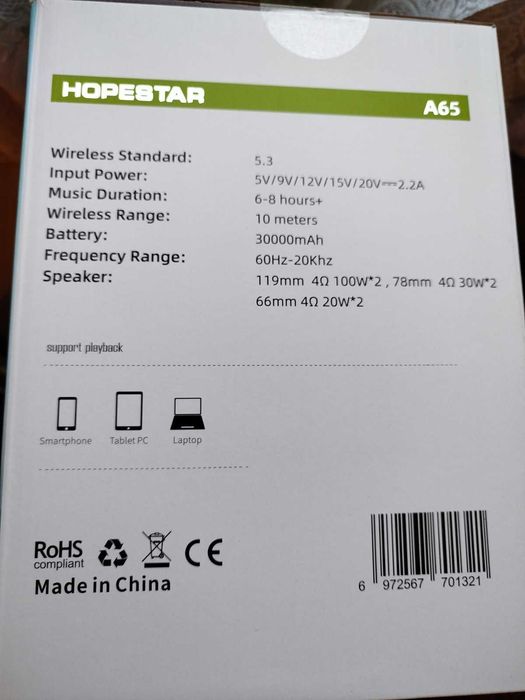 HOPESTAR
A65
Wireless Standard: 5.3
Input Power: 5V/9V/12V/15V/20V⎓2.2A
Music Duration: 6-8 hours+
Wireless Range: 10 meters
Battery: 30000mAh
Frequency Range: 60Hz-20Khz
Speaker: 119mm 4Ω 100W*2 , 78mm 4Ω 30W*2
66mm 4Ω 20W*2
support playback
Smartphone Tablet PC Laptop
RoHS
compliant
CE
Made in China
6 972567 701321